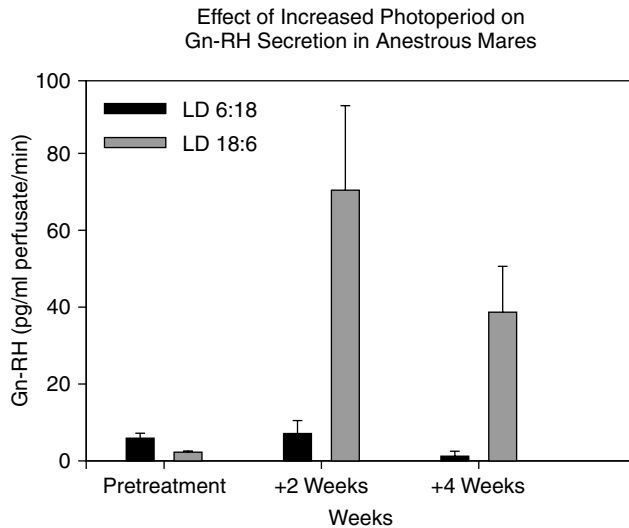 Effect of Increased Photoperiod on
Gn-RH Secretion in Anestrous Mares
100
80
60
40
20
0
Gn-RH (pg/ml perfusate/min)
LD 6:18
LD 18:6
Pretreatment +2 Weeks +4 Weeks
Weeks